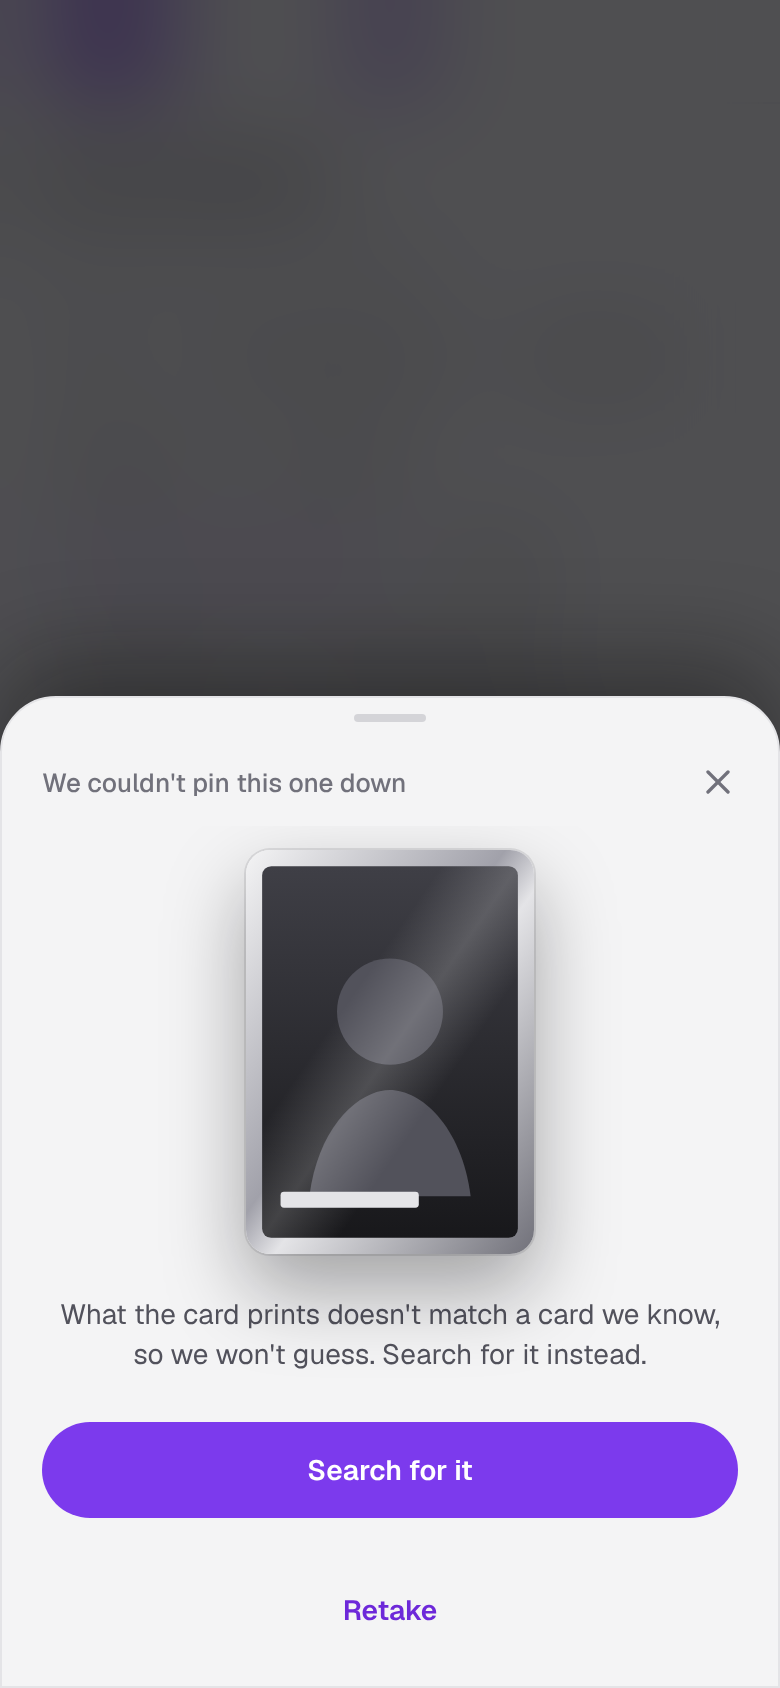 We couldn't pin this one down
What the card prints doesn't match a card we know,
so we won't guess. Search for it instead.
Search for it
Retake